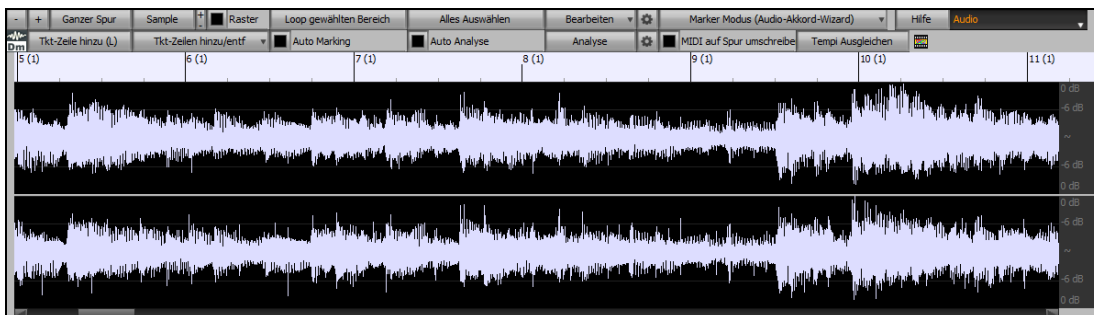 - + Ganzer Spur Sample + - Raster Loop gewählten Bereich Alles Auswählen Bearbeiten Marker Modus (Audio-Akkord-Wizard) Hilfe Audio
Dm Tkt-Zeile hinzu (L) Tkt-Zeilen hinzu/entf Auto Marking Auto Analyse Analyse MIDI auf Spur umschreibe Tempi Ausgleichen
5 (1) 6 (1) 7 (1) 8 (1) 9 (1) 10 (1) 11 (1)
0 dB
-6 dB
~
-6 dB
0 dB
0 dB
-6 dB
~
-6 dB
0 dB